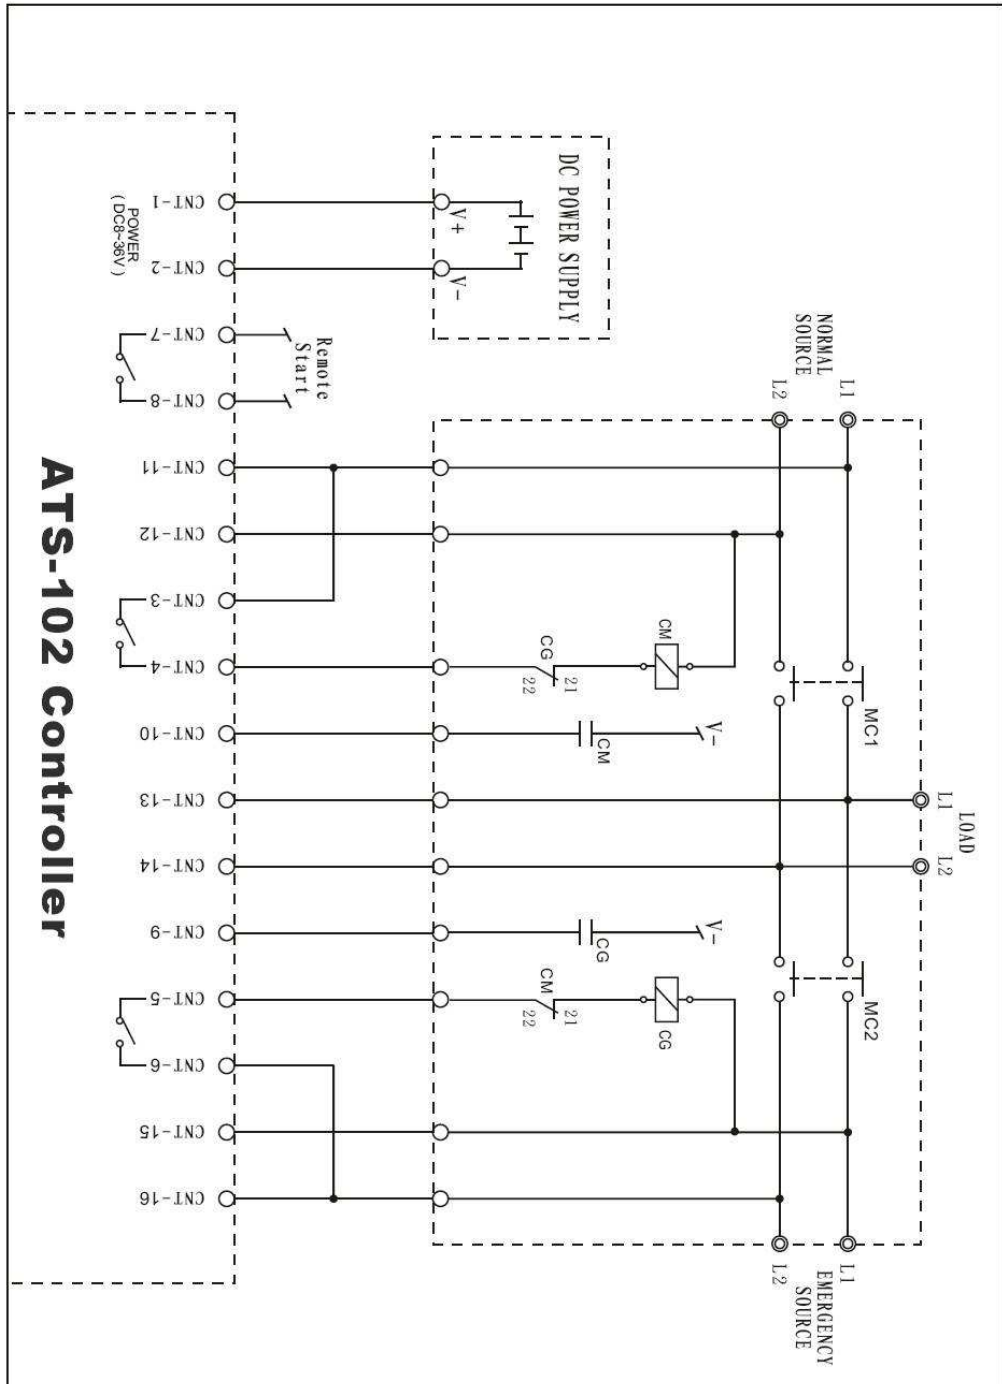 DC POWER SUPPLY
V+
V-
CNT-1
CNT-2
POWER
(DC8~36V)
CNT-7
CNT-8
Remote
Start
CNT-11
CNT-12
CNT-3
CNT-4
CNT-10
CNT-13
CNT-14
CNT-9
CNT-5
CNT-6
CNT-15
CNT-16
ATS-102 Controller
NORMAL
SOURCE
L1
L2
CM
CG
21
22
CM
V-
MC1
L1
L2
LOAD
V-
CG
CM
21
22
CG
MC2
L1
L2
EMERGENCY
SOURCE